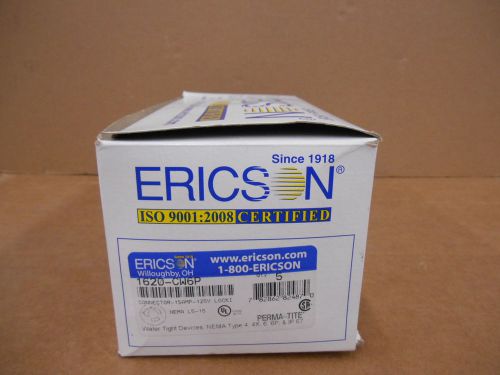 Since 1918
ERICSON®
ISO 9001:2008 CERTIFIED
ERICSON
Willoughby, OH
www.ericson.com
1-800-ERICSON
1620-CW6P
5
CONNECTOR-15AMP-125V LOCKI
NEMA L5-15
PERMA-TITE
Water Tight Devices, NEMA Type 4, 4X, 6, 6P, & IP 67